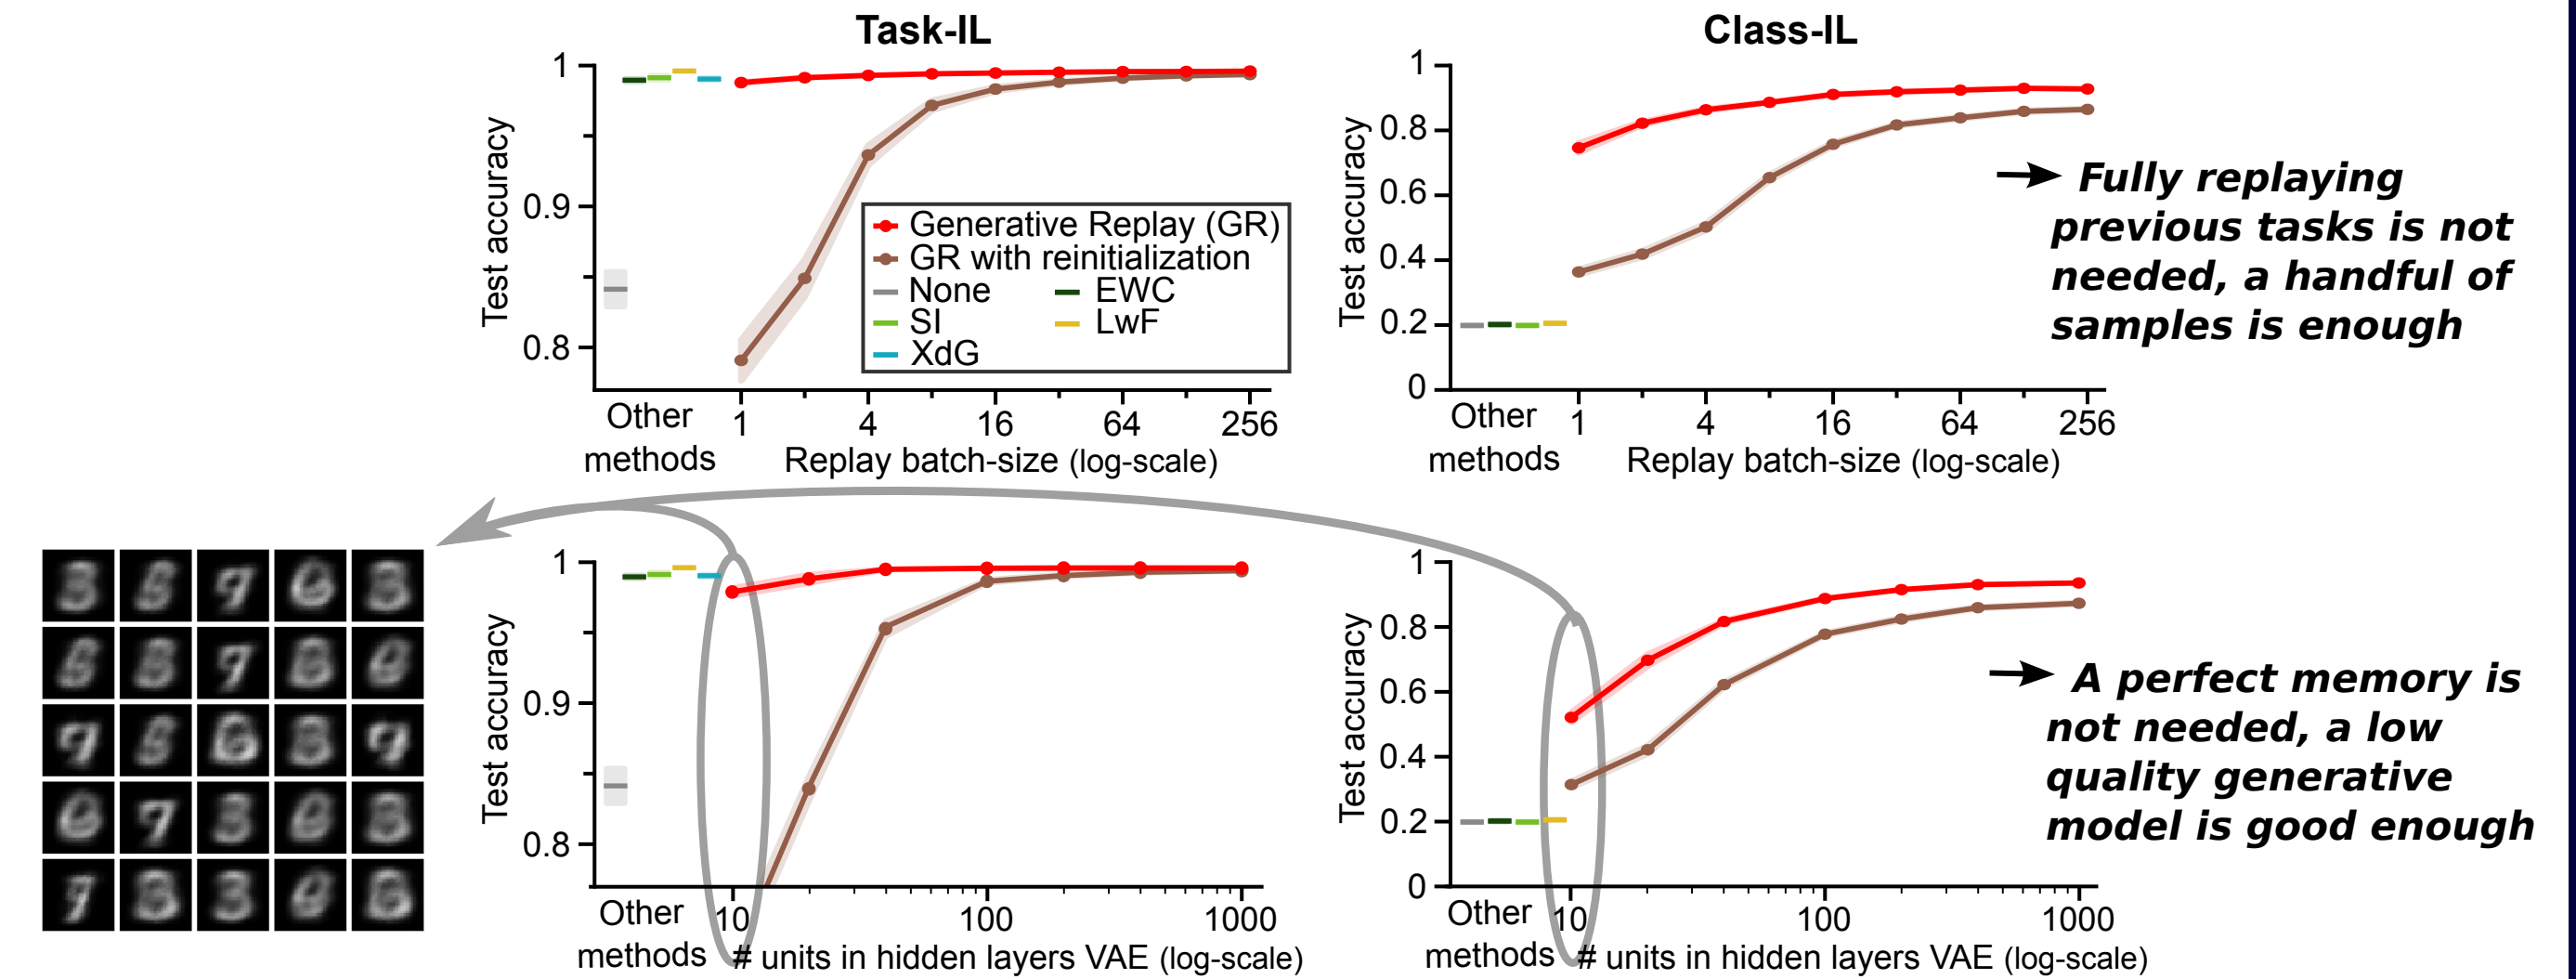 Task-IL
Class-IL
Test accuracy
1
0.9
0.8
Generative Replay (GR)
GR with reinitialization
None
EWC
SI
LwF
XdG
Other methods
1
4
16
64
256
Replay batch-size (log-scale)
Test accuracy
1
0.8
0.6
0.4
0.2
0
Other methods
1
4
16
64
256
Replay batch-size (log-scale)
Fully replaying
previous tasks is not
needed, a handful of
samples is enough
Test accuracy
1
0.9
0.8
Other methods
10
100
1000
# units in hidden layers VAE (log-scale)
Test accuracy
1
0.8
0.6
0.4
0.2
0
Other methods
10
100
1000
# units in hidden layers VAE (log-scale)
A perfect memory is
not needed, a low
quality generative
model is good enough